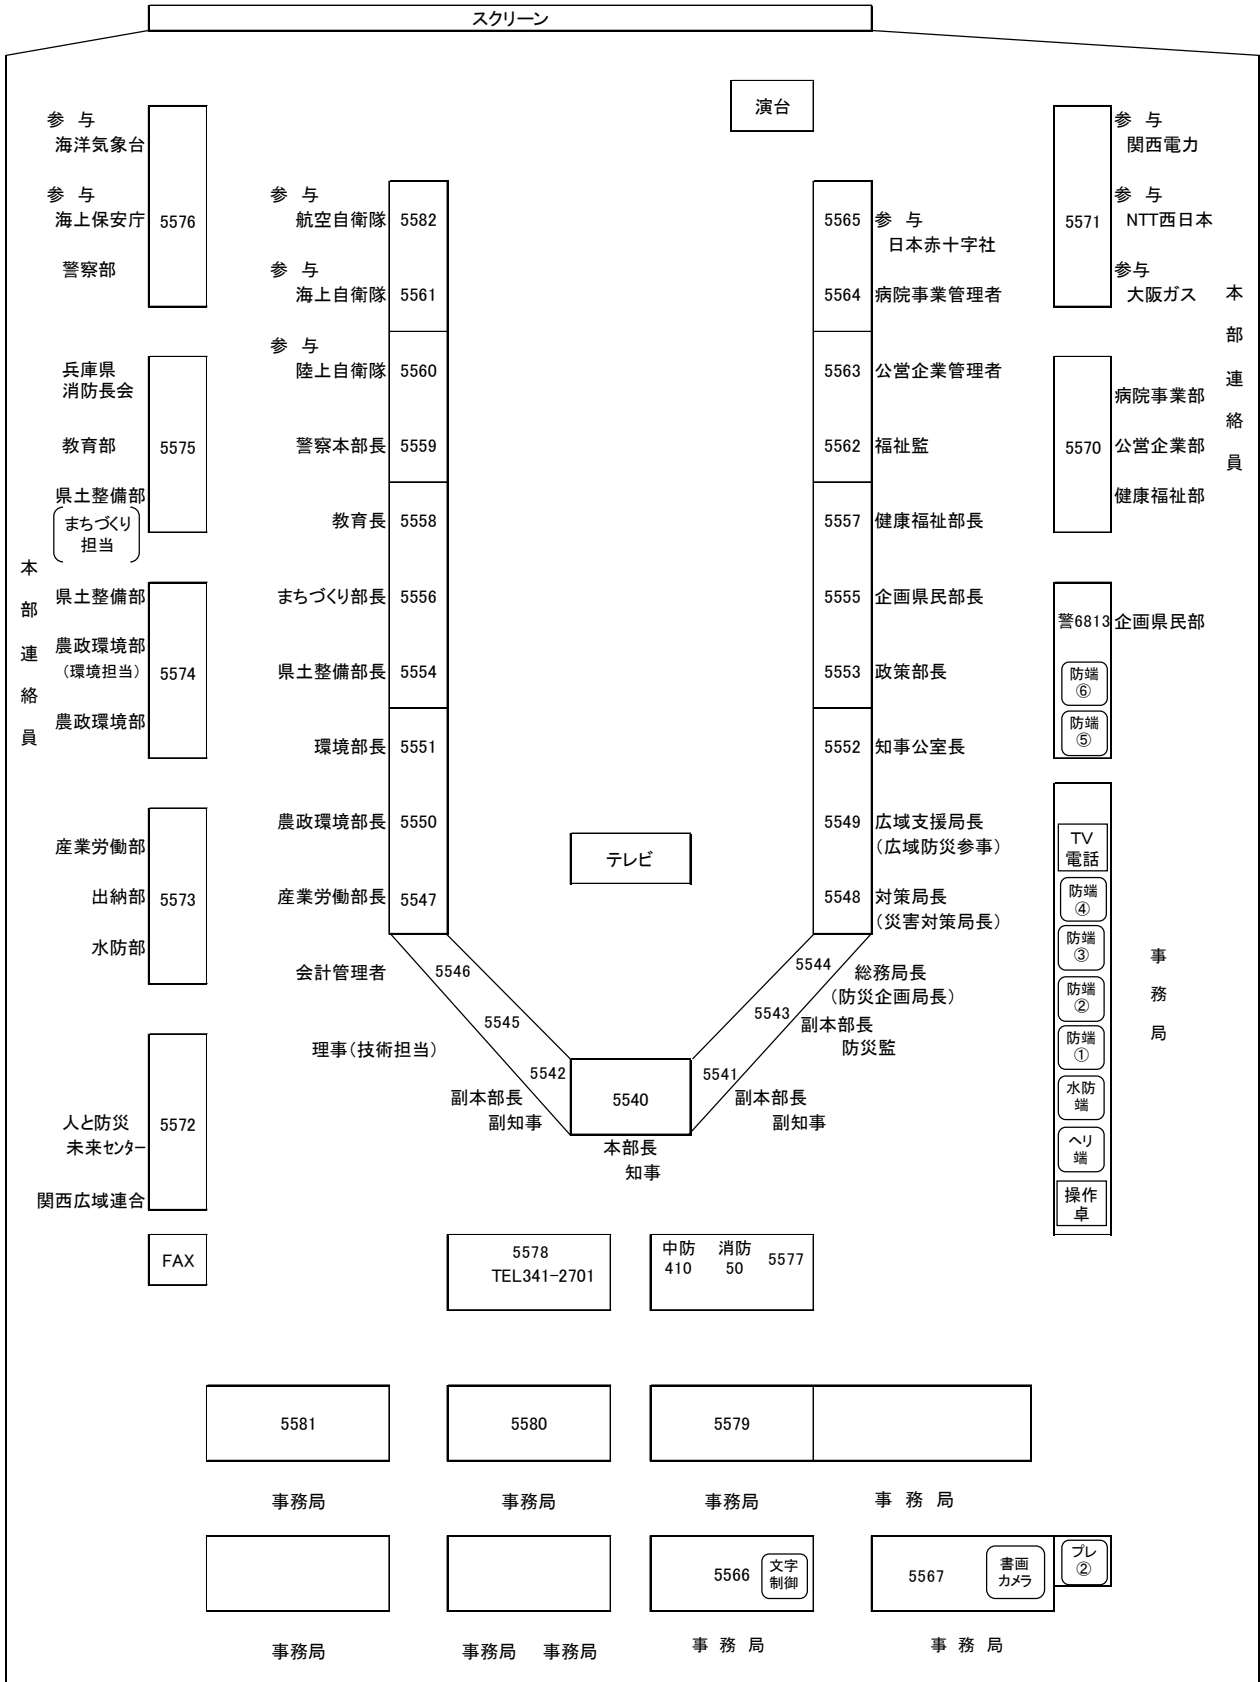 スクリーン
演台
参 与
海洋気象台
参 与
海上保安庁
5576
警察部
兵庫県
消防長会
教育部
5575
県土整備部
まちづくり
担当
本部連絡員
県土整備部
農政環境部
(環境担当)
5574
農政環境部
産業労働部
出納部
5573
水防部
人と防災
未来センター
5572
関西広域連合
FAX
参 与
航空自衛隊
5582
参 与
海上自衛隊
5561
参 与
陸上自衛隊
5560
警察本部長
5559
教育長
5558
まちづくり部長
5556
県土整備部長
5554
環境部長
5551
農政環境部長
5550
産業労働部長
5547
会計管理者
5546
5545
理事(技術担当)
5542
副本部長
副知事
テレビ
5540
本部長
知事
5565
参 与
日本赤十字社
5564
病院事業管理者
5563
公営企業管理者
5562
福祉監
5557
健康福祉部長
5555
企画県民部長
5553
政策部長
5552
知事公室長
5549
広域支援局長
(広域防災参事)
5548
対策局長
(災害対策局長)
5544
総務局長
(防災企画局長)
5543
副本部長
防災監
5541
副本部長
副知事
5571
参 与
関西電力
参 与
NTT西日本
参与
大阪ガス
本部連絡員
5570
病院事業部
公営企業部
健康福祉部
警6813
企画県民部
防端
⑥
防端
⑤
TV
電話
防端
④
防端
③
防端
②
防端
①
水防
端
ヘリ
端
操作
卓
事務局
5578
TEL341-2701
中防
410
消防
50
5577
5581
5580
5579
事務局
事務局
事務局
事 務 局
5566
文字
制御
5567
書画
カメラ
プレ
②
事務局
事務局
事務局
事 務 局
事 務 局